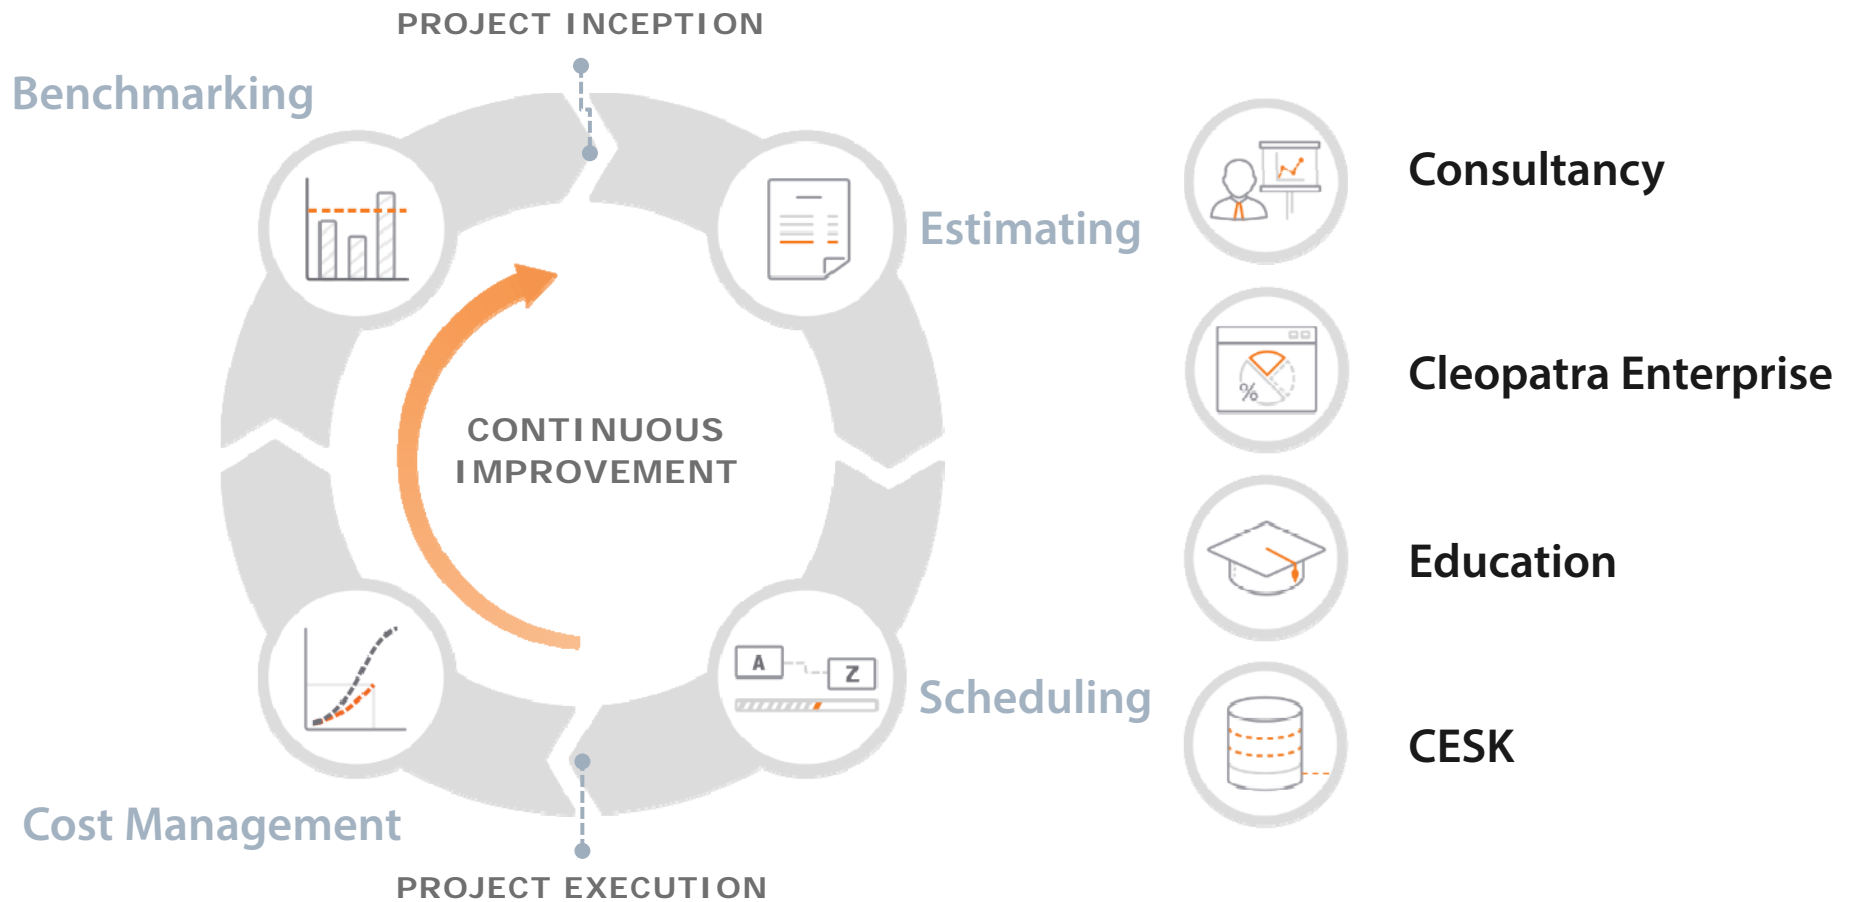 PROJECT INCEPTION
Benchmarking
Estimating
CONTINUOUS
IMPROVEMENT
A
Z
Scheduling
Cost Management
PROJECT EXECUTION
Consultancy
%
Cleopatra Enterprise
Education
CESK